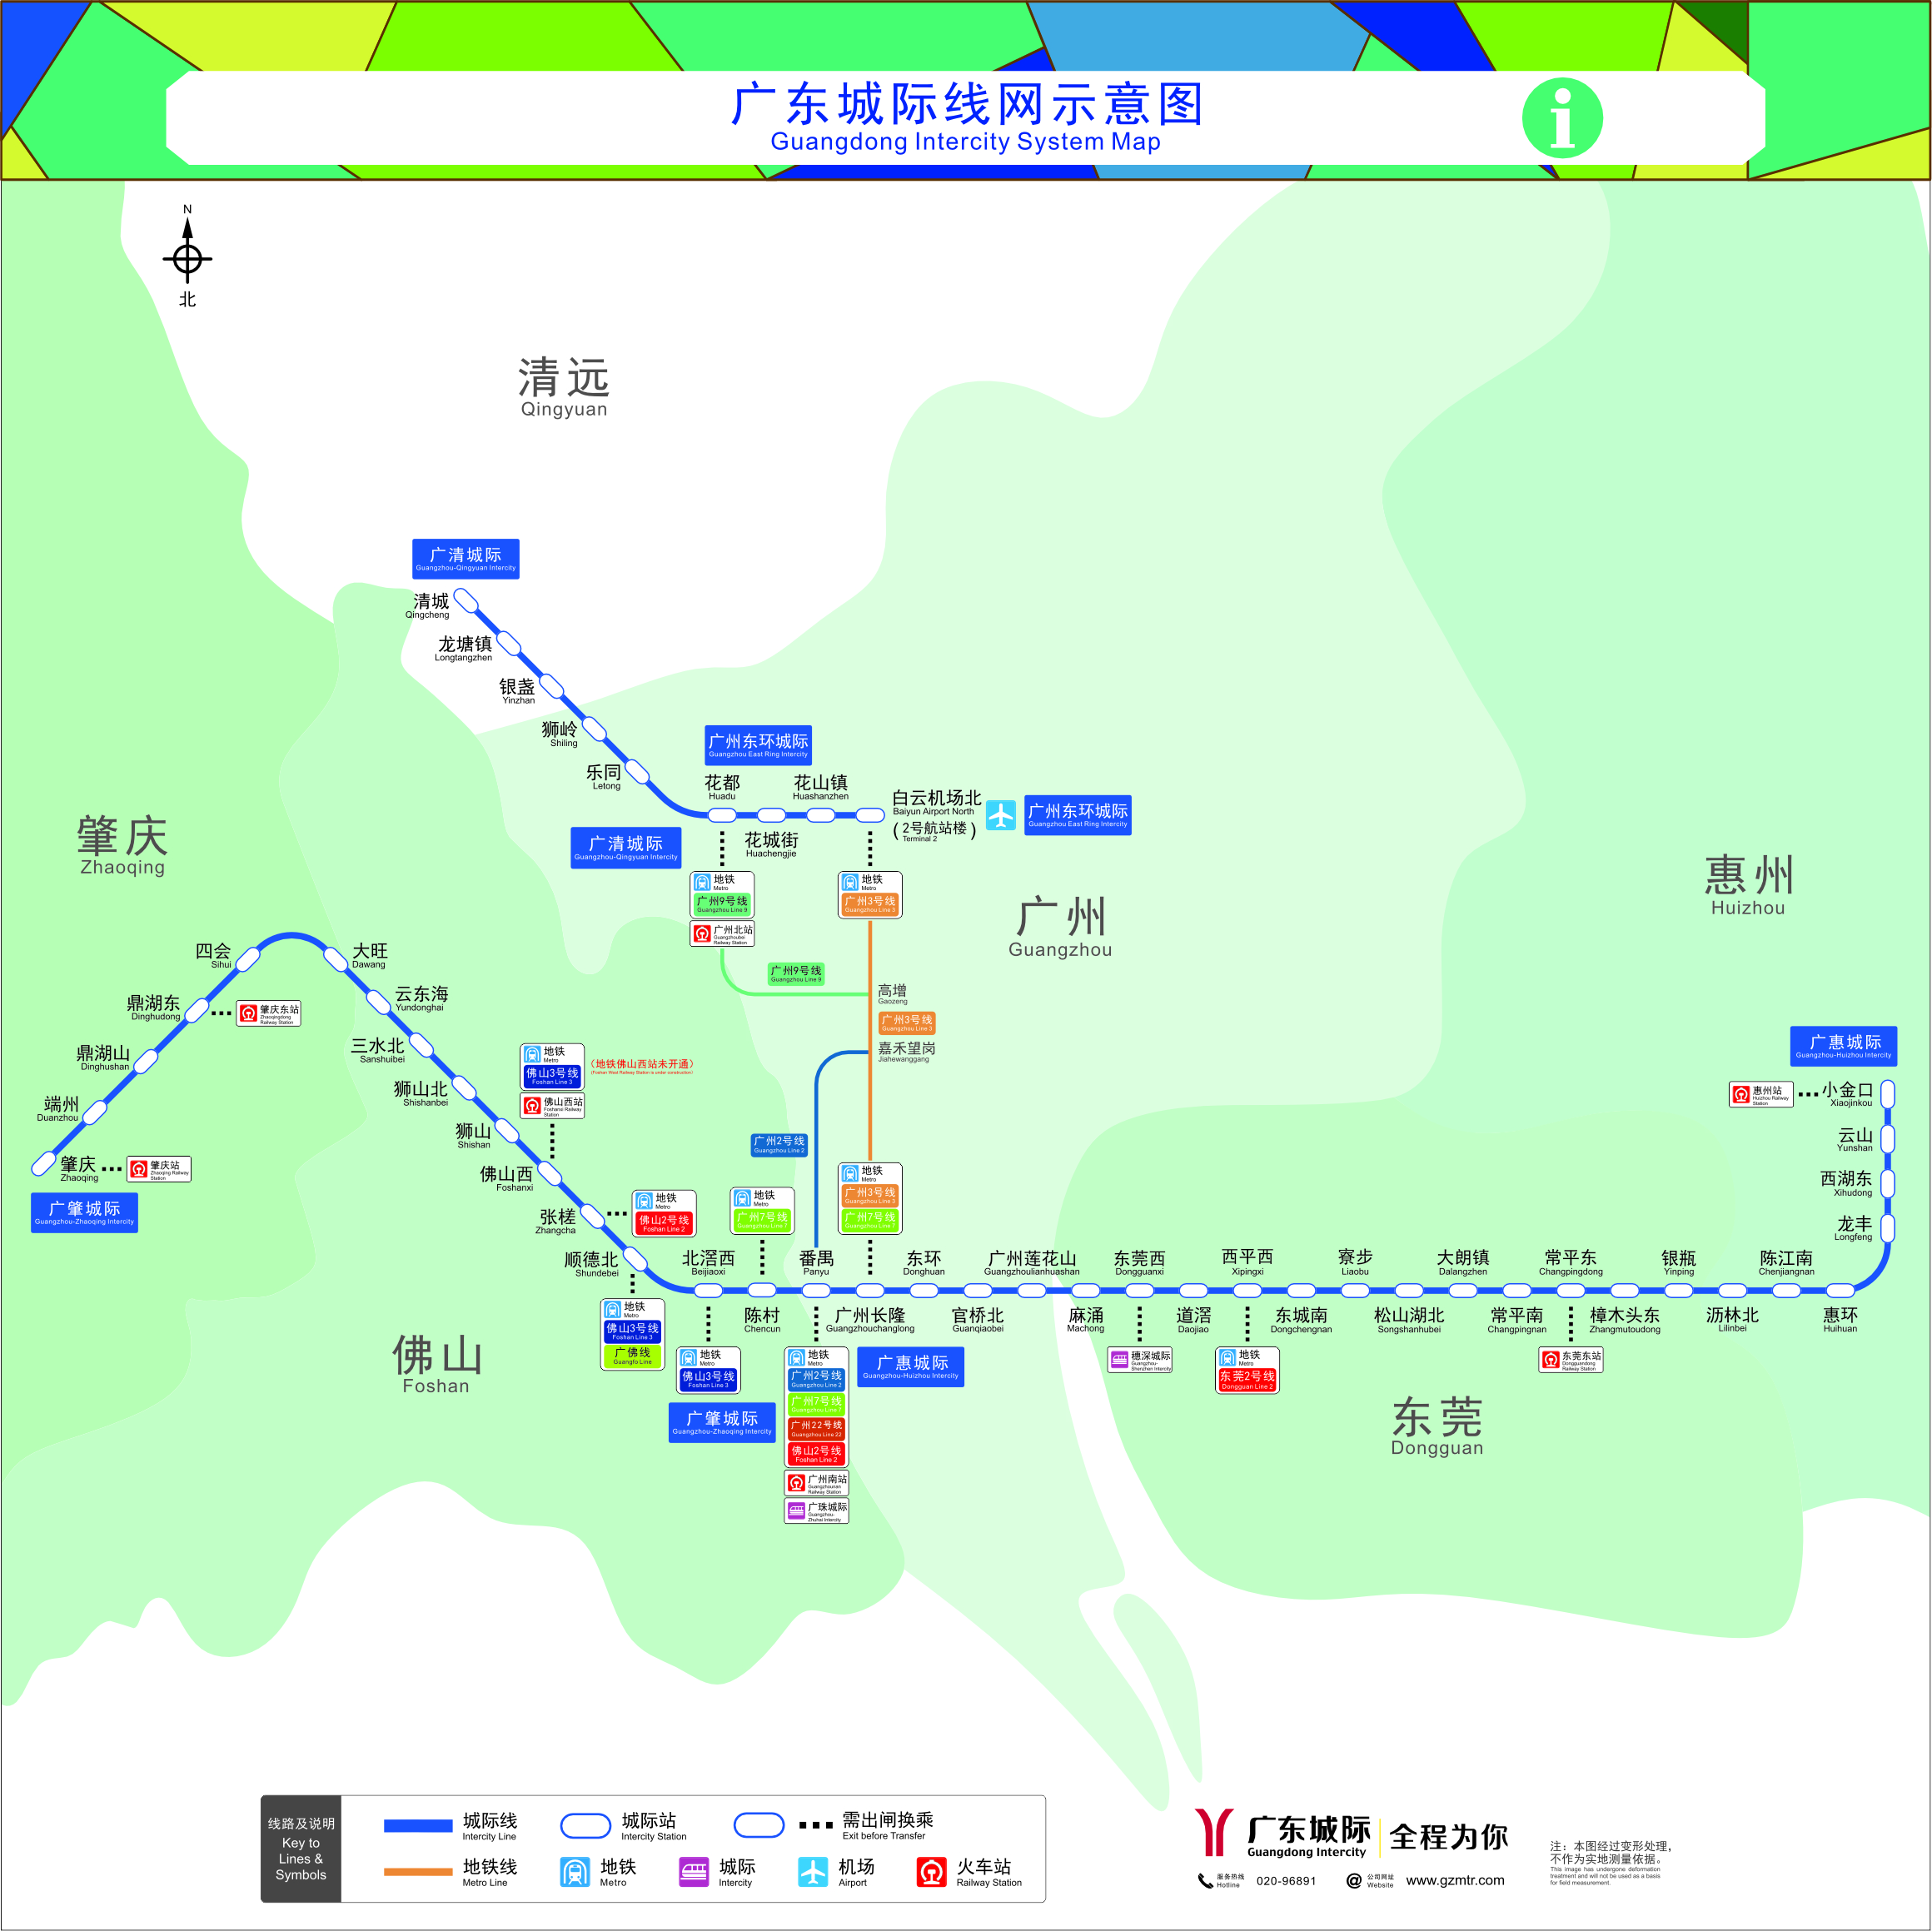 广东城际线网示意图
Guangdong Intercity System Map
N
北
清远
Qingyuan
广清城际
Guangzhou-Qingyuan Intercity
清城
Qingcheng
龙塘镇
Longtangzhen
银盏
Yinzhan
狮岭
Shiling
乐同
Letong
广州东环城际
Guangzhou East Ring Intercity
花都
Huadu
花山镇
Huashanzhen
白云机场北
Baiyun Airport North
(2号航站楼)
Terminal 2
广州东环城际
Guangzhou East Ring Intercity
广清城际
Guangzhou-Qingyuan Intercity
花城街
Huachengjie
地铁
Metro
广州9号线
Guangzhou Line 9
广州北站
Guangzhoubei
Railway Station
地铁
Metro
广州3号线
Guangzhou Line 3
广州9号线
Guangzhou Line 9
高增
Gaozeng
广州3号线
Guangzhou Line 3
嘉禾望岗
Jiahewanggang
广州2号线
Guangzhou Line 2
肇庆
Zhaoqing
广州
Guangzhou
惠州
Huizhou
四会
Sihui
大旺
Dawang
鼎湖东
Dinghudong
肇庆东站
Zhaoqingdong
Railway Station
云东海
Yundonghai
鼎湖山
Dinghushan
三水北
Sanshuibei
端州
Duanzhou
狮山北
Shishanbei
肇庆
Zhaoqing
肇庆站
Zhaoqing Railway
Station
广肇城际
Guangzhou-Zhaoqing Intercity
狮山
Shishan
地铁
Metro
佛山3号线
Foshan Line 3
(地铁佛山西站未开通)
(Foshan West Railway Station is under construction)
佛山西站
Foshanxi Railway
Station
佛山西
Foshanxi
张槎
Zhangcha
地铁
Metro
佛山2号线
Foshan Line 2
顺德北
Shundebei
地铁
Metro
佛山3号线
Foshan Line 3
广佛线
Guangfo Line
北滘西
Beijiaoxi
地铁
Metro
佛山3号线
Foshan Line 3
广肇城际
Guangzhou-Zhaoqing Intercity
地铁
Metro
广州7号线
Guangzhou Line 7
陈村
Chencun
番禺
Panyu
地铁
Metro
广州2号线
Guangzhou Line 2
广州7号线
Guangzhou Line 7
广州22号线
Guangzhou Line 22
佛山2号线
Foshan Line 2
广州南站
Guangzhounan
Railway Station
广珠城际
Guangzhou-
Zhuhai Intercity
地铁
Metro
广州3号线
Guangzhou Line 3
广州7号线
Guangzhou Line 7
广州长隆
Guangzhouchanglong
广惠城际
Guangzhou-Huizhou Intercity
东环
Donghuan
官桥北
Guanqiaobei
广州莲花山
Guangzhoulianhuashan
麻涌
Machong
东莞西
Dongguanxi
穗深城际
Guangzhou-
Shenzhen Intercity
道滘
Daojiao
西平西
Xipingxi
地铁
Metro
东莞2号线
Dongguan Line 2
东城南
Dongchengnan
寮步
Liaobu
松山湖北
Songshanhubei
大朗镇
Dalangzhen
常平南
Changpingnan
常平东
Changpingdong
东莞东站
Dongguandong
Railway Station
樟木头东
Zhangmutoudong
银瓶
Yinping
沥林北
Lilinbei
陈江南
Chenjiangnan
惠环
Huihuan
龙丰
Longfeng
西湖东
Xihudong
云山
Yunshan
小金口
Xiaojinkou
惠州站
Huizhou Railway
Station
广惠城际
Guangzhou-Huizhou Intercity
佛山
Foshan
东莞
Dongguan
线路及说明
Key to
Lines &
Symbols
城际线
Intercity Line
城际站
Intercity Station
需出闸换乘
Exit before Transfer
地铁线
Metro Line
地铁
Metro
城际
Intercity
机场
Airport
火车站
Railway Station
广东城际
Guangdong Intercity
全程为你
服务热线
Hotline
020-96891
公司网址
Website
www.gzmtr.com
注：本图经过变形处理，
不作为实地测量依据。
This image has undergone deformation
treatment and will not be used as a basis
for field measurement.